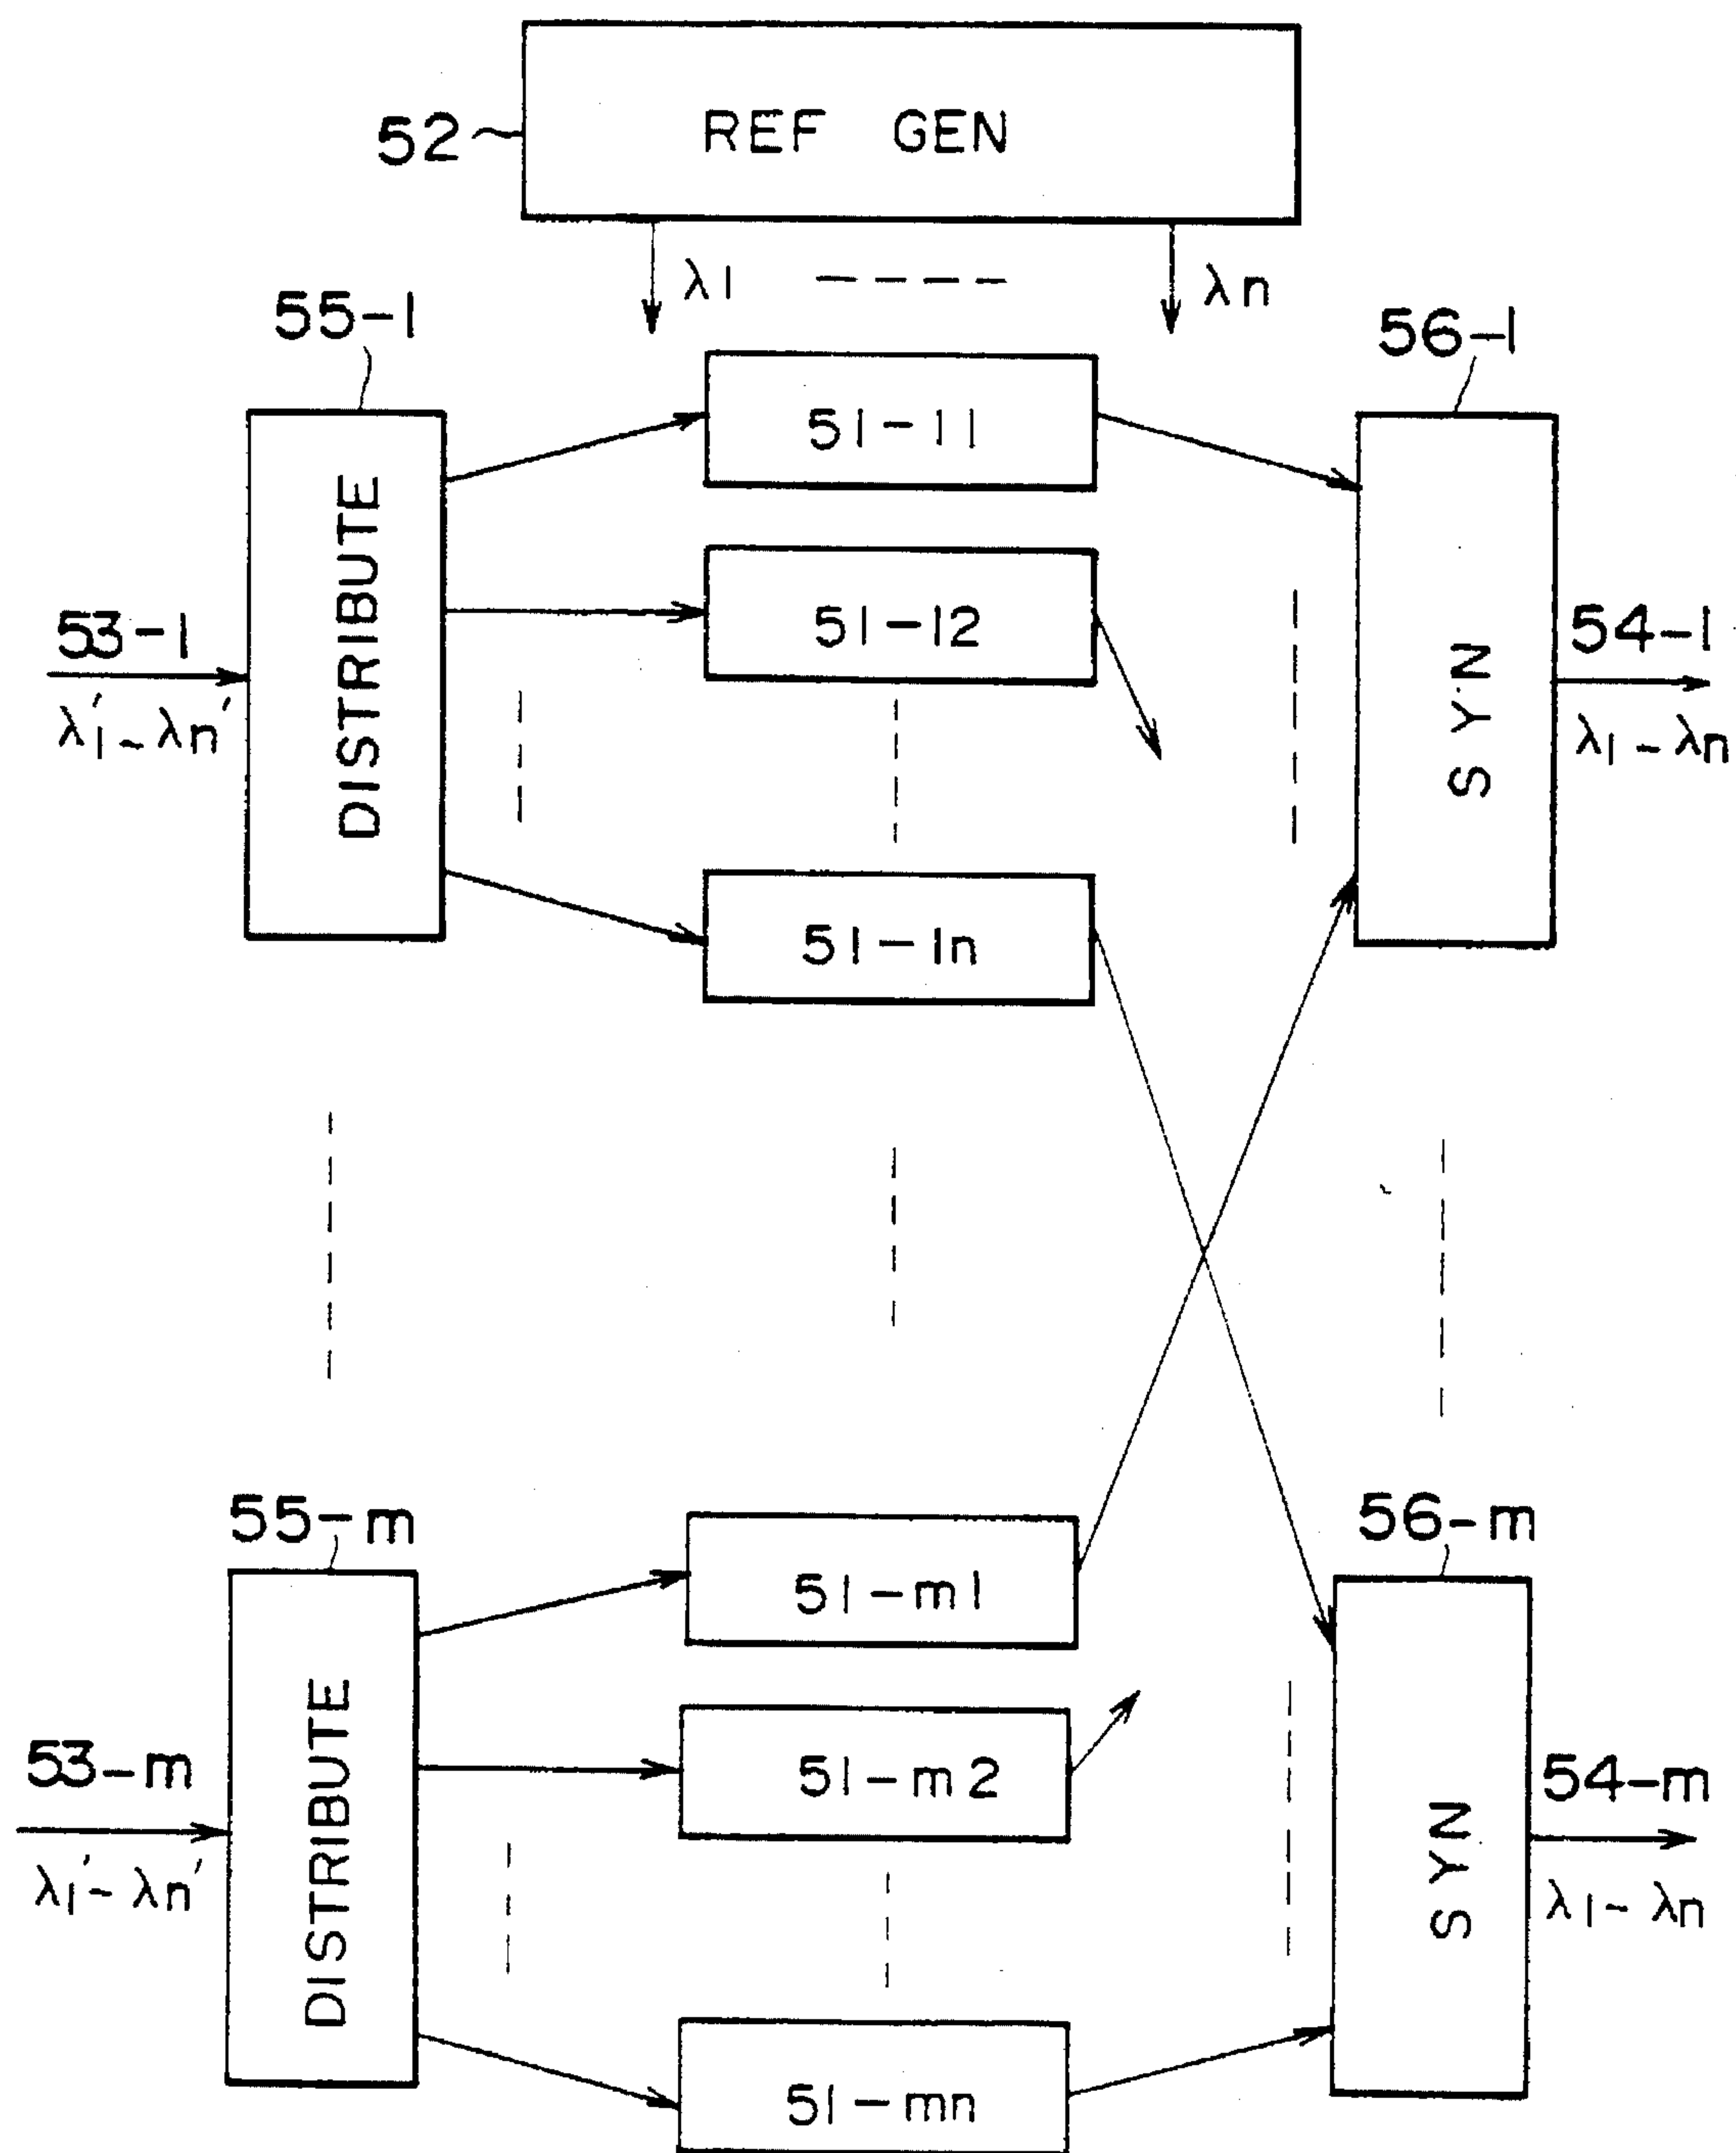 REF GEN
52
λ1
λn
55-1
56-1
51-11
DISTRIBUTE
51-12
53-1
λ1' - λn'
SYN
54-1
λ1 - λn
51-1n
55-m
56-m
51-m1
DISTRIBUTE
51-m2
53-m
λ1' - λn'
SYN
54-m
λ1 - λn
51-mn